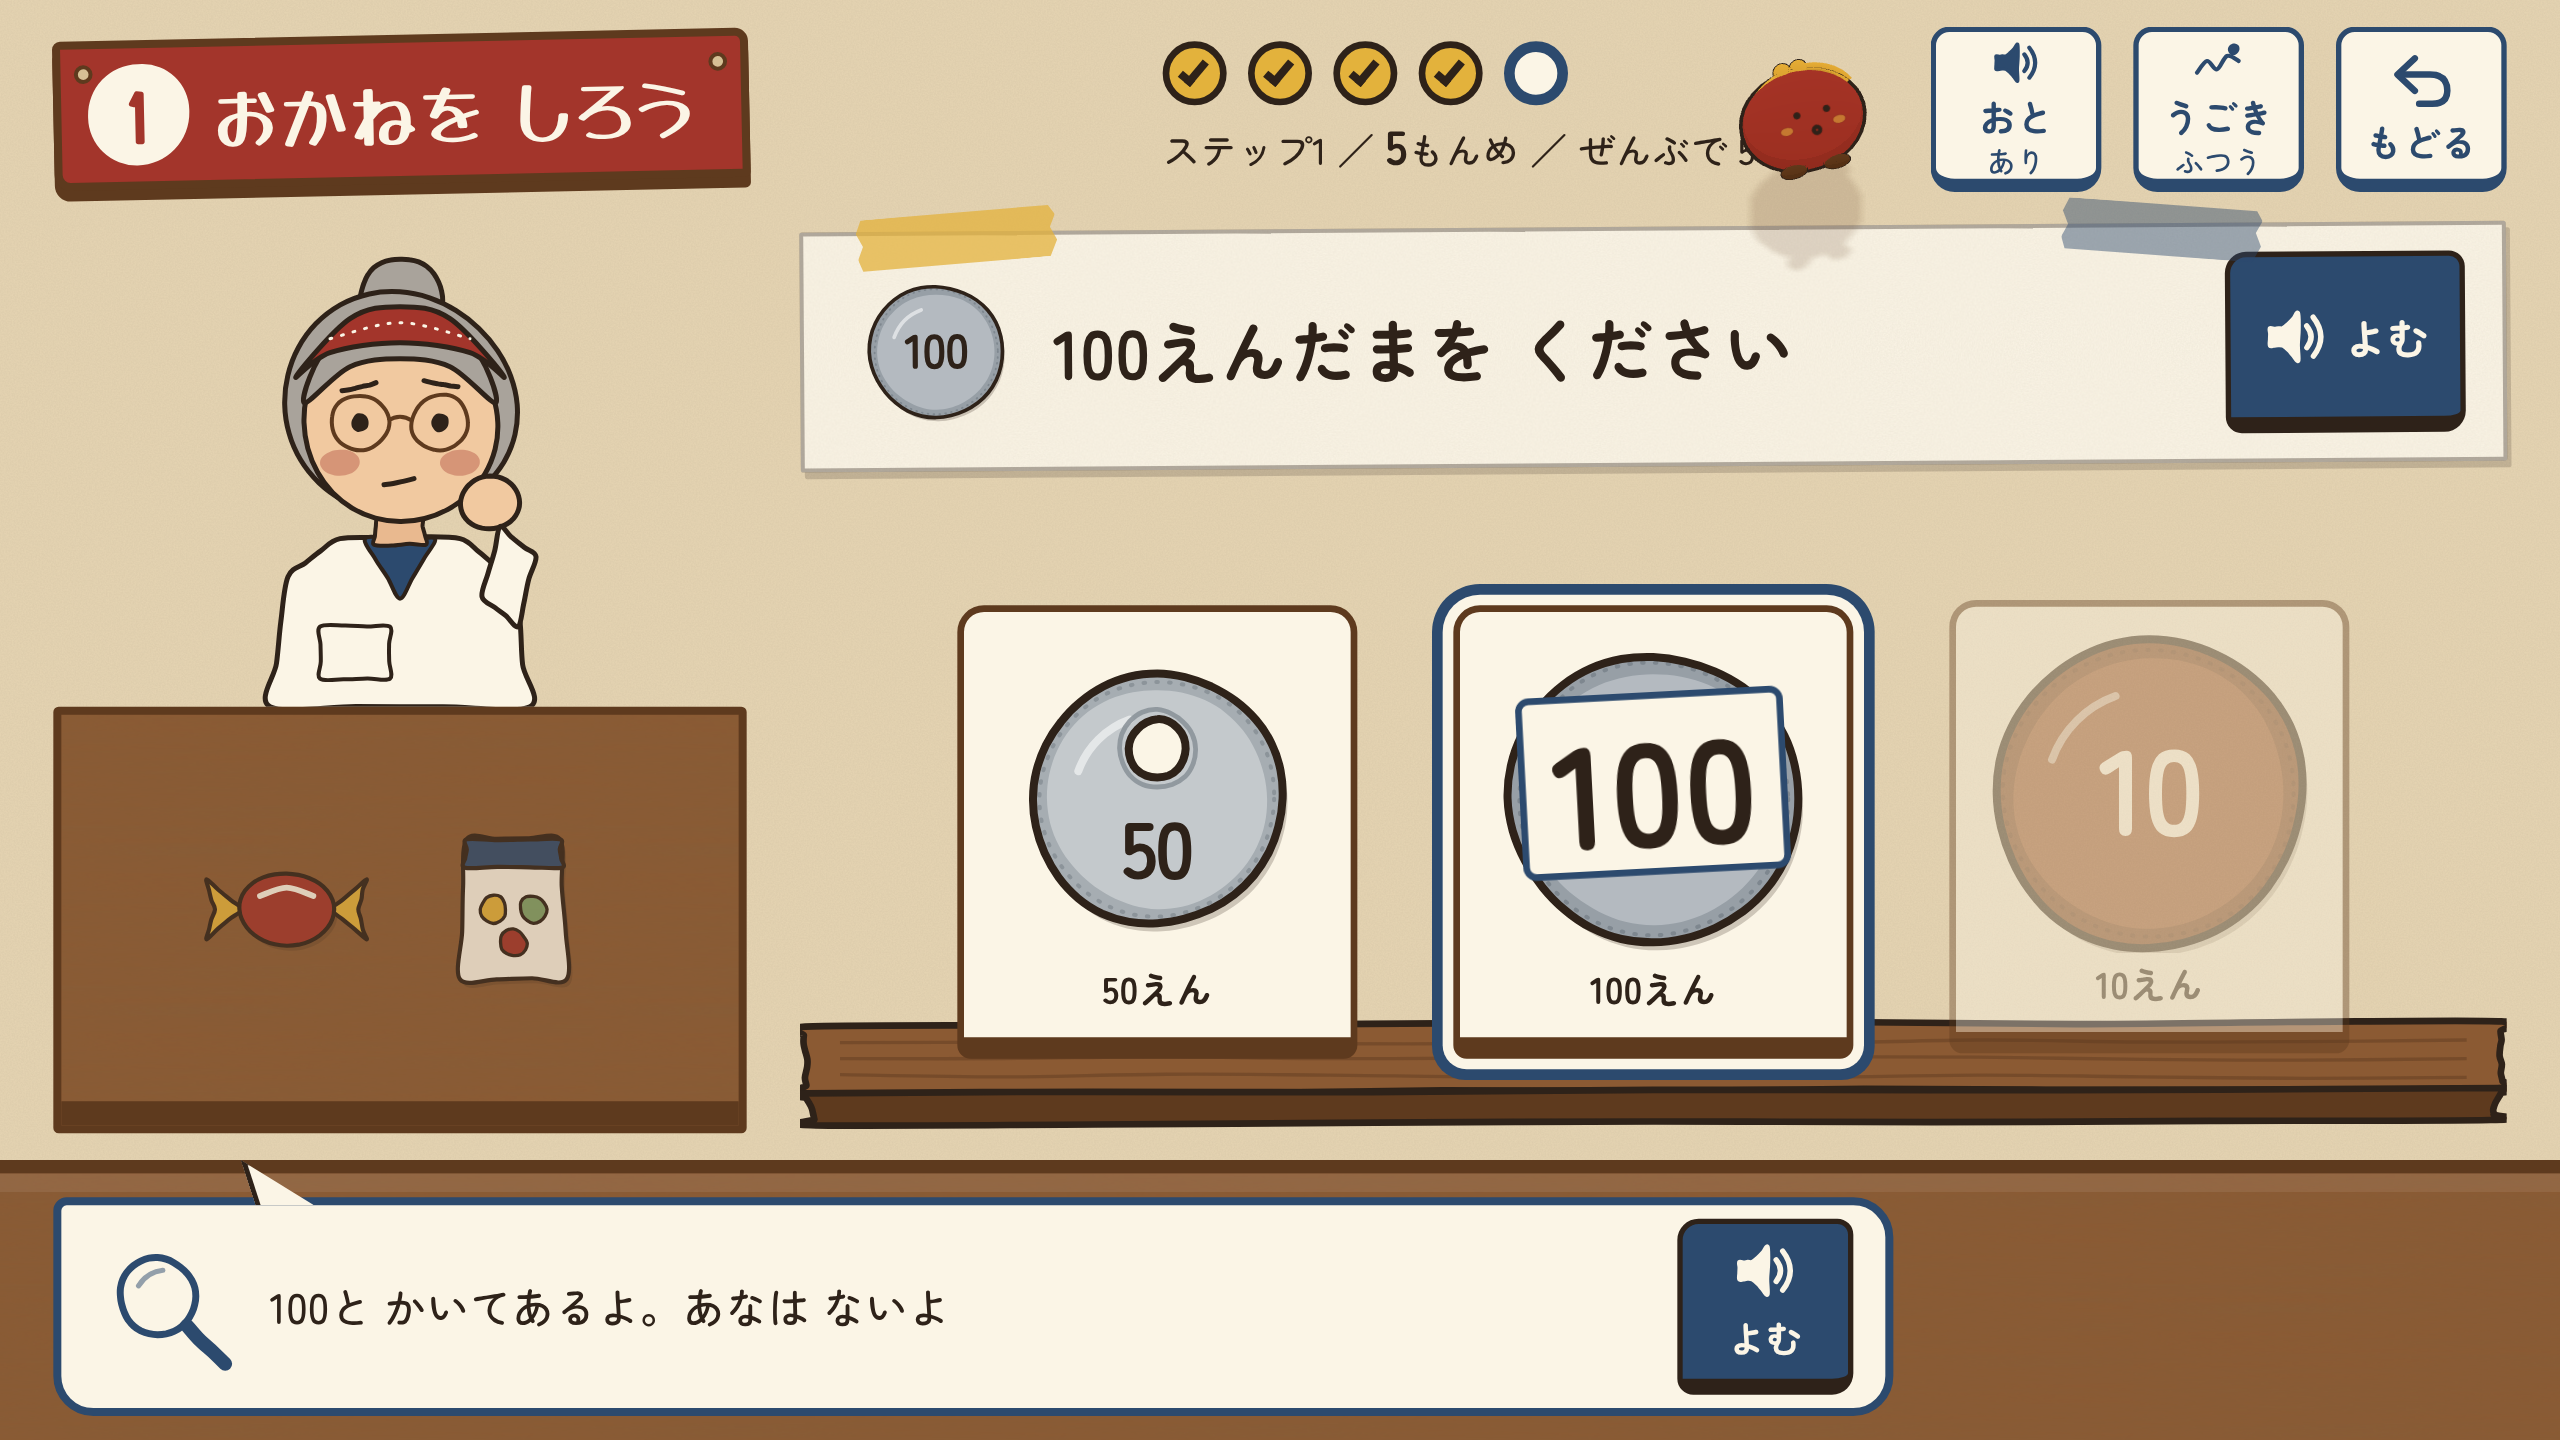 1 おかねを しろう
ステップ1 ／ 5もんめ ／ ぜんぶで 5
おと
あり
うごき
ふつう
もどる
100
100えんだまを ください
よむ
50
50えん
100
100えん
10
10えん
100と かいてあるよ。あなは ないよ
よむ